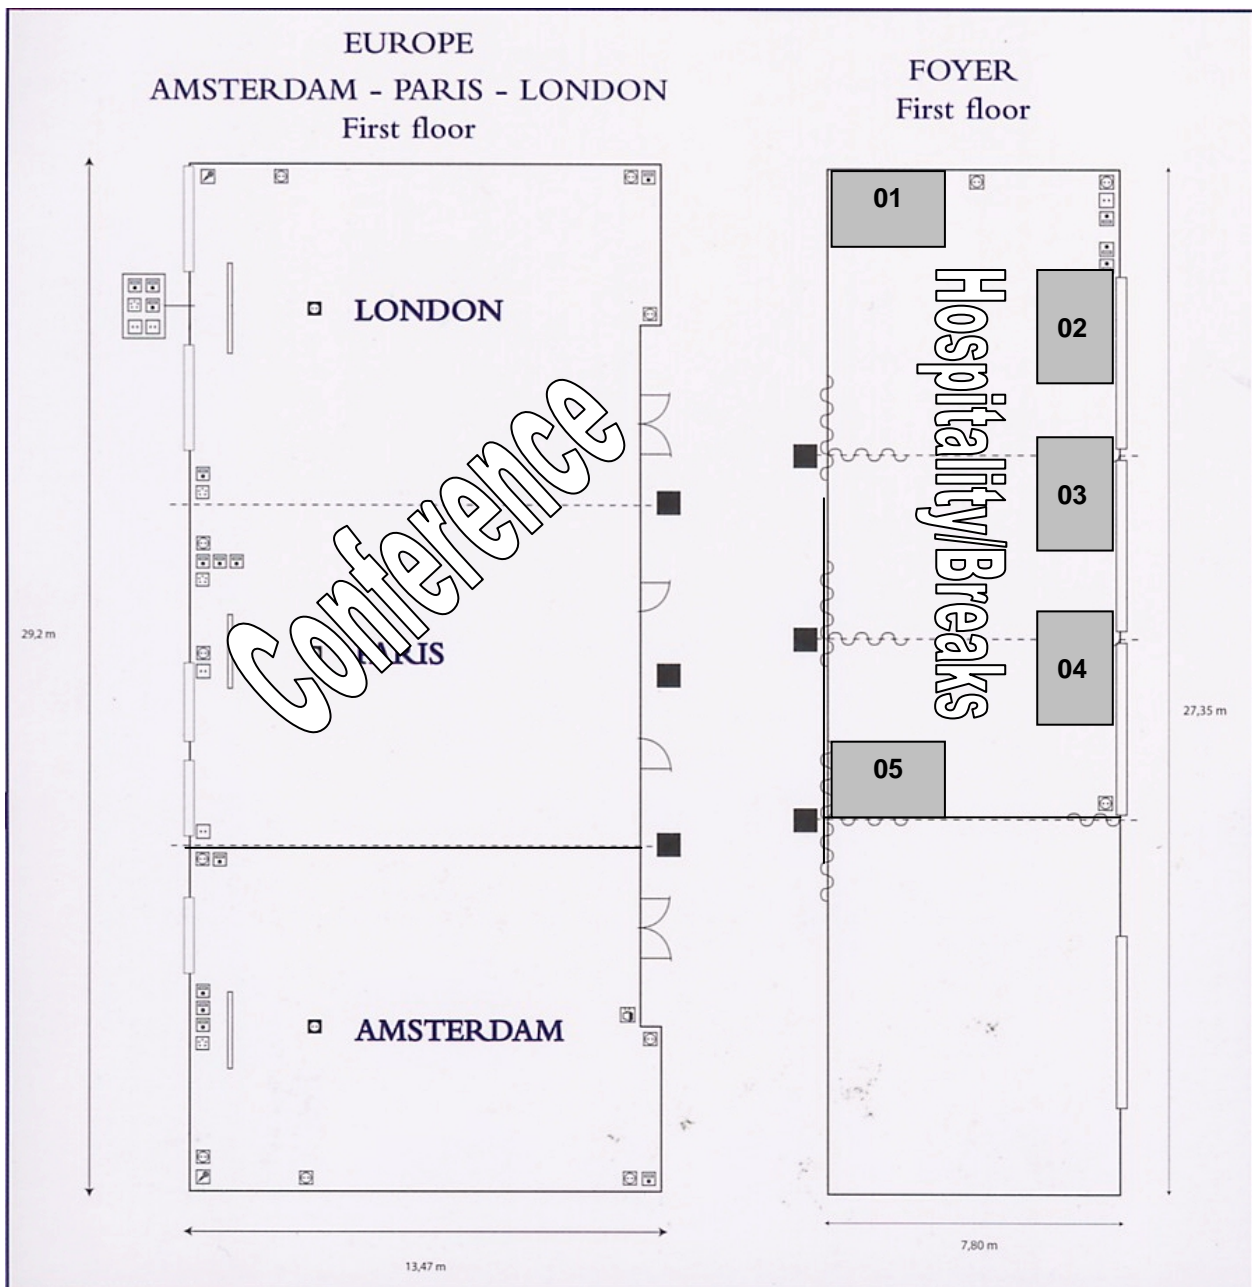 EUROPE
AMSTERDAM - PARIS - LONDON
First floor
FOYER
First floor
LONDON
Conference
PARIS
AMSTERDAM
29,2 m
13,47 m
01
02
03
04
05
Hospitality/Breaks
27,35 m
7,80 m